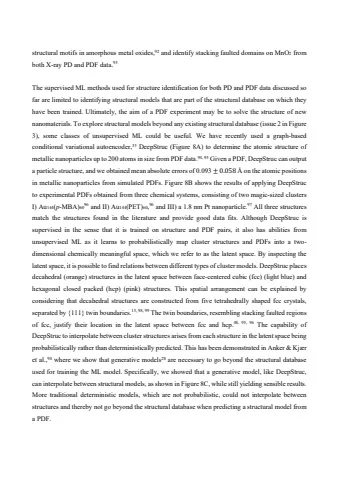 structural motifs in amorphous metal oxides,⁹² and identify stacking faulted domains on MnO₂ from
both X-ray PD and PDF data.⁹³
The supervised ML methods used for structure identification for both PD and PDF data discussed so
far are limited to identifying structural models that are part of the structural database on which they
have been trained. Ultimately, the aim of a PDF experiment may be to solve the structure of new
nanomaterials. To explore structural models beyond any existing structural database (issue 2 in Figure
3), some classes of unsupervised ML could be useful. We have recently used a graph-based
conditional variational autoencoder,³³ DeepStruc (Figure 8A) to determine the atomic structure of
metallic nanoparticles up to 200 atoms in size from PDF data.⁹⁴, ⁹⁵ Given a PDF, DeepStruc can output
a particle structure, and we obtained mean absolute errors of 0.093 ± 0.058 Å on the atomic positions
in metallic nanoparticles from simulated PDFs. Figure 8B shows the results of applying DeepStruc
to experimental PDFs obtained from three chemical systems, consisting of two magic-sized clusters
I) Au₁₄₄(p-MBA)₆₀⁹⁶ and II) Au₁₄₄(PET)₆₀,⁹⁶ and III) a 1.8 nm Pt nanoparticle.⁹⁷ All three structures
match the structures found in the literature and provide good data fits. Although DeepStruc is
supervised in the sense that it is trained on structure and PDF pairs, it also has abilities from
unsupervised ML as it learns to probabilistically map cluster structures and PDFs into a two-
dimensional chemically meaningful space, which we refer to as the latent space. By inspecting the
latent space, it is possible to find relations between different types of cluster models. DeepStruc places
decahedral (orange) structures in the latent space between face-centered cubic (fcc) (light blue) and
hexagonal closed packed (hcp) (pink) structures. This spatial arrangement can be explained by
considering that decahedral structures are constructed from five tetrahedrally shaped fcc crystals,
separated by {111} twin boundaries. The twin boundaries, resembling stacking faulted regions
of fcc, justify their location in the latent space between fcc and hcp. The capability of
DeepStruc to interpolate between cluster structures arises from each structure in the latent space being
probabilistically rather than deterministically predicted. This has been demonstrated in Anker & Kjær
et al.,⁹⁴ where we show that generative models²⁹ are necessary to go beyond the structural database
used for training the ML model. Specifically, we showed that a generative model, like DeepStruc,
can interpolate between structural models, as shown in Figure 8C, while still yielding sensible results.
More traditional deterministic models, which are not probabilistic, could not interpolate between
structures and thereby not go beyond the structural database when predicting a structural model from
a PDF.